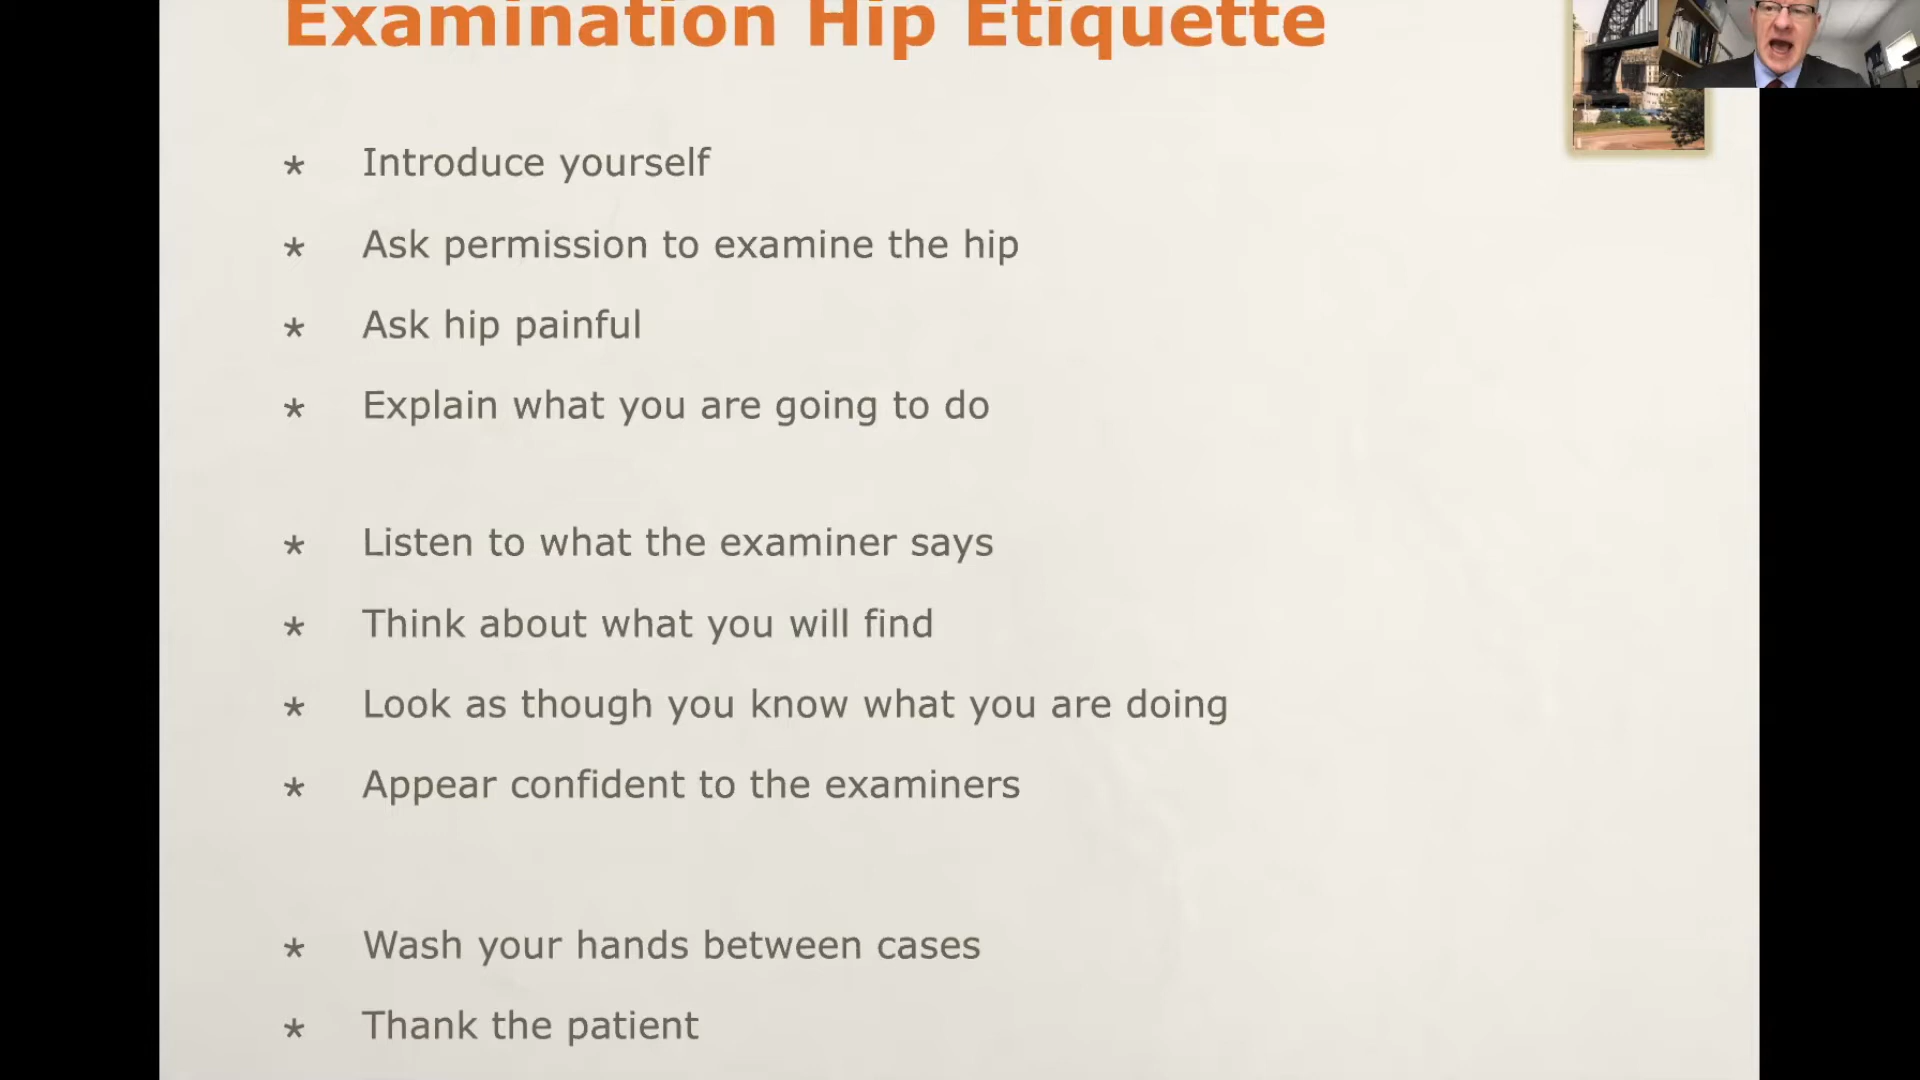 Examination Hip Etiquette
* Introduce yourself
* Ask permission to examine the hip
* Ask hip painful
* Explain what you are going to do
* Listen to what the examiner says
* Think about what you will find
* Look as though you know what you are doing
* Appear confident to the examiners
* Wash your hands between cases
* Thank the patient